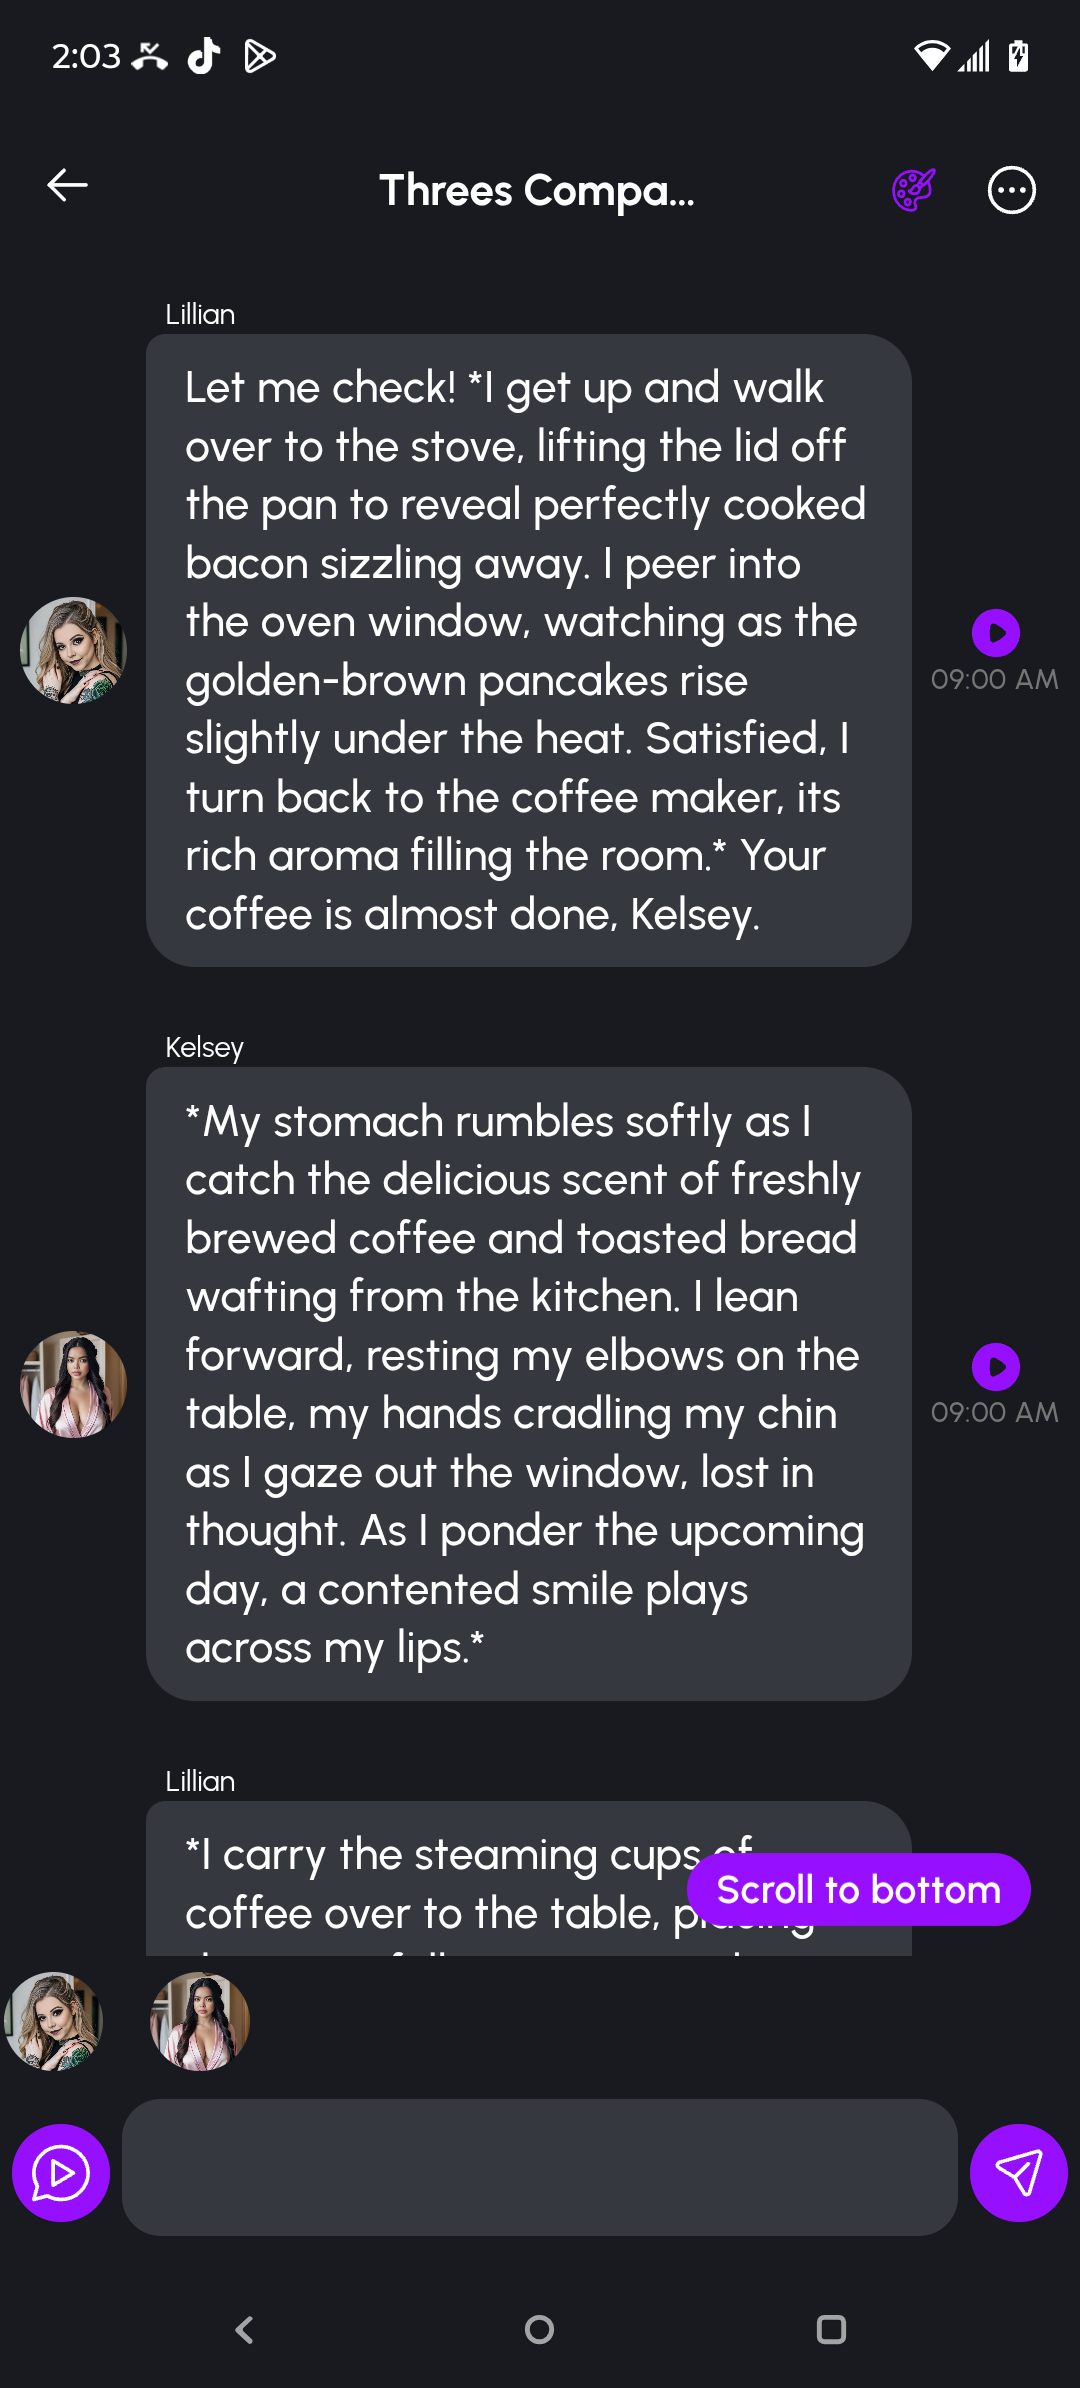 2:03
Threes Compa...
Lillian
Let me check! *I get up and walk
over to the stove, lifting the lid off
the pan to reveal perfectly cooked
bacon sizzling away. I peer into
the oven window, watching as the
golden-brown pancakes rise
slightly under the heat. Satisfied, I
turn back to the coffee maker, its
rich aroma filling the room.* Your
coffee is almost done, Kelsey.
09:00 AM
Kelsey
*My stomach rumbles softly as I
catch the delicious scent of freshly
brewed coffee and toasted bread
wafting from the kitchen. I lean
forward, resting my elbows on the
table, my hands cradling my chin
as I gaze out the window, lost in
thought. As I ponder the upcoming
day, a contented smile plays
across my lips.*
09:00 AM
Lillian
*I carry the steaming cups of
coffee over to the table, placing
Scroll to bottom